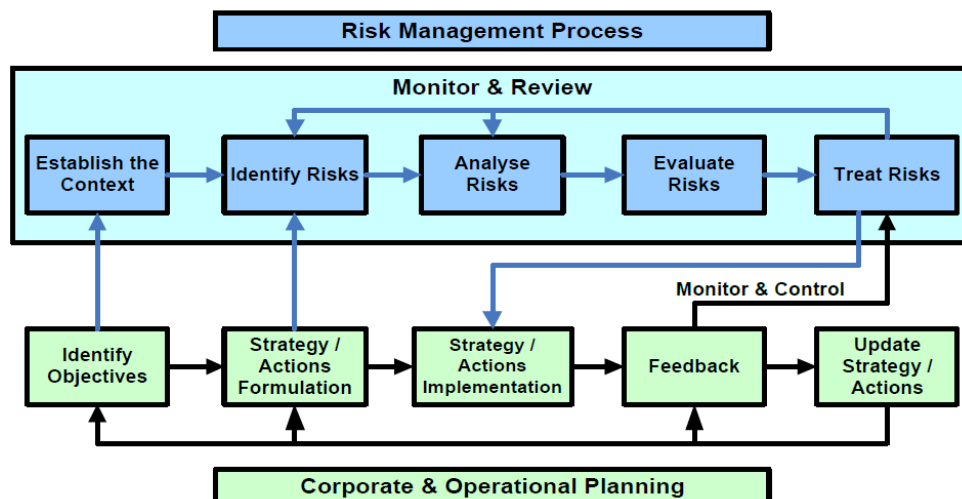 Risk Management Process
Monitor & Review
Establish the
Context
Identify Risks
Analyse
Risks
Evaluate
Risks
Treat Risks
Monitor & Control
Identify
Objectives
Strategy /
Actions
Formulation
Strategy /
Actions
Implementation
Feedback
Update
Strategy /
Actions
Corporate & Operational Planning